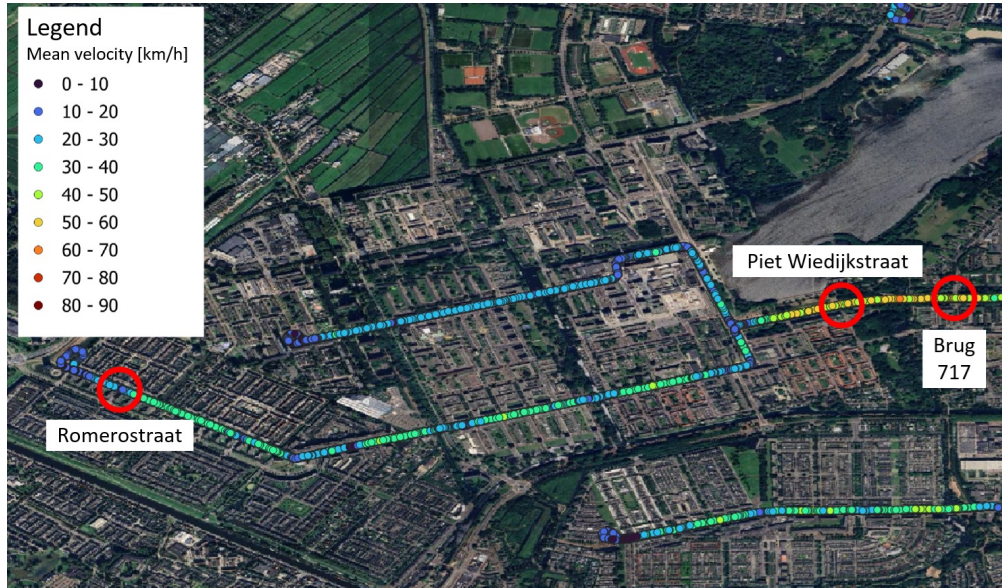 Legend
Mean velocity [km/h]
0 - 10
10 - 20
20 - 30
30 - 40
40 - 50
50 - 60
60 - 70
70 - 80
80 - 90
Piet Wiedijkstraat
Brug
717
Romerostraat